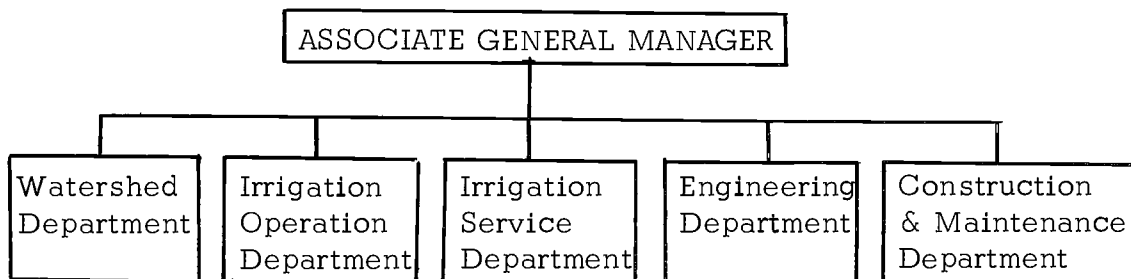 ASSOCIATE GENERAL MANAGER
Watershed
Department
Irrigation
Operation
Department
Irrigation
Service
Department
Engineering
Department
Construction
& Maintenance
Department